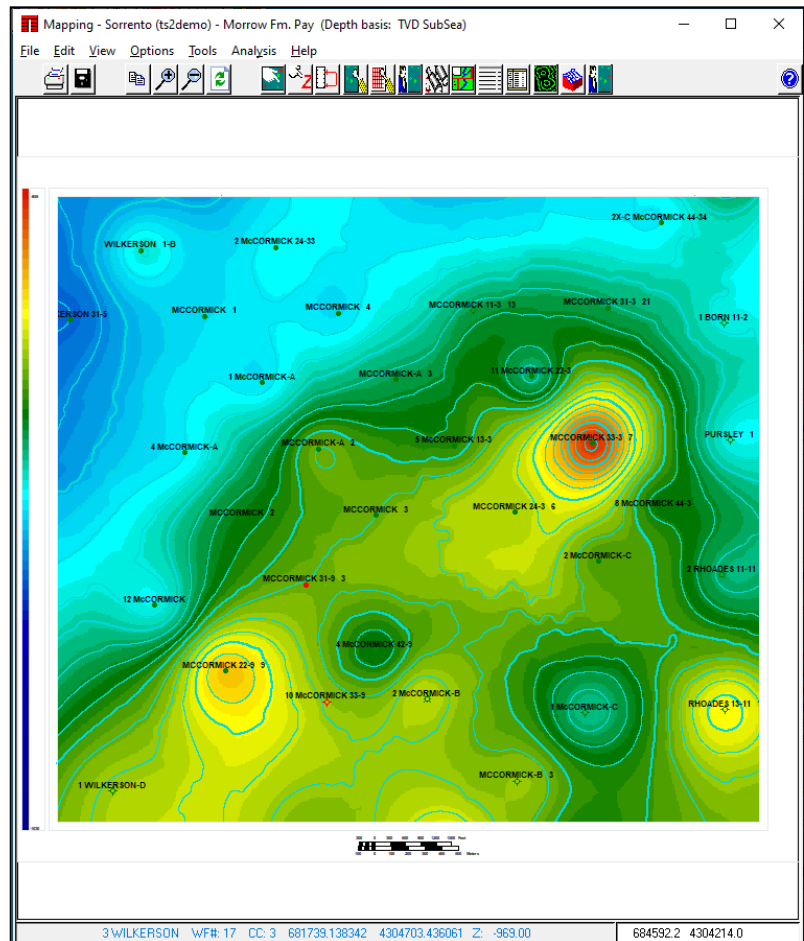 Mapping - Sorrento (ts2demo) - Morrow Fm. Pay (Depth basis: TVD SubSea)
File Edit View Options Tools Analysis Help
2X-C McCORMICK 44-34
WILKERSON 1-B
2 McCORMICK 24-33
KERSON 31-5
MCCORMICK 1
MCCORMICK 4
MCCORMICK 11-3 13
MCCORMICK 31-3 21
1 BORN 11-2
1 McCORMICK-A
MCCORMICK-A 3
11 McCORMICK 22-3
4 McCORMICK-A
MCCORMICK-A 2
5 McCORMICK 13-3
MCCORMICK 33-3 7
PURSLEY 1
MCCORMICK 2
MCCORMICK 3
MCCORMICK 24-3 6
8 McCORMICK 44-3
2 McCORMICK-C
2 RHOADES 11-11
12 McCORMICK
MCCORMICK 31-9 3
4 McCORMICK 42-9
MCCORMICK 22-9 9
10 McCORMICK 33-9
2 McCORMICK-B
1 McCORMICK-C
RHOADES 13-11
1 WILKERSON-D
MCCORMICK-B 3
3 WILKERSON WF#: 17 CC: 3 681739.138342 4304703.436061 Z: -969.00
684592.2 4304214.0